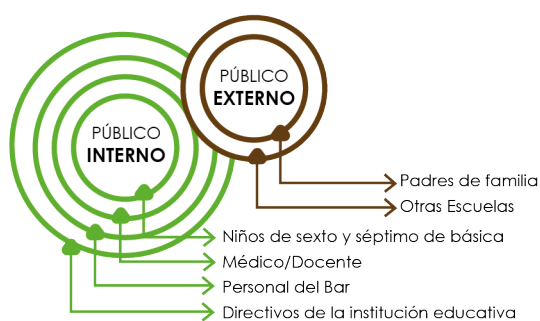 PÚBLICO
EXTERNO
PÚBLICO
INTERNO
Padres de familia
Otras Escuelas
Niños de sexto y séptimo de básica
Médico/Docente
Personal del Bar
Directivos de la institución educativa